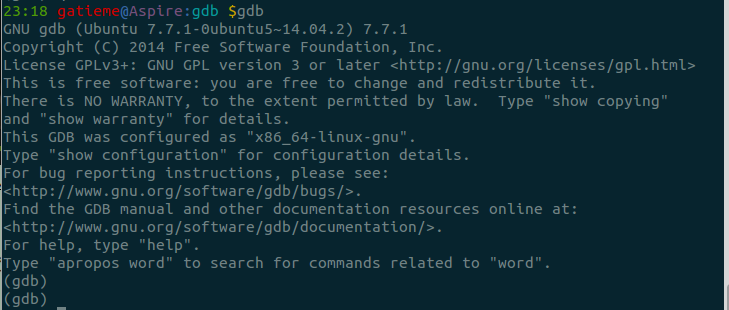 23:18 gatieme@Aspire:gdb $gdb
GNU gdb (Ubuntu 7.7.1-0ubuntu5~14.04.2) 7.7.1
Copyright (C) 2014 Free Software Foundation, Inc.
License GPLv3+: GNU GPL version 3 or later <http://gnu.org/licenses/gpl.html>
This is free software: you are free to change and redistribute it.
There is NO WARRANTY, to the extent permitted by law.  Type "show copying"
and "show warranty" for details.
This GDB was configured as "x86_64-linux-gnu".
Type "show configuration" for configuration details.
For bug reporting instructions, please see:
<http://www.gnu.org/software/gdb/bugs/>.
Find the GDB manual and other documentation resources online at:
<http://www.gnu.org/software/gdb/documentation/>.
For help, type "help".
Type "apropos word" to search for commands related to "word".
(gdb)
(gdb)